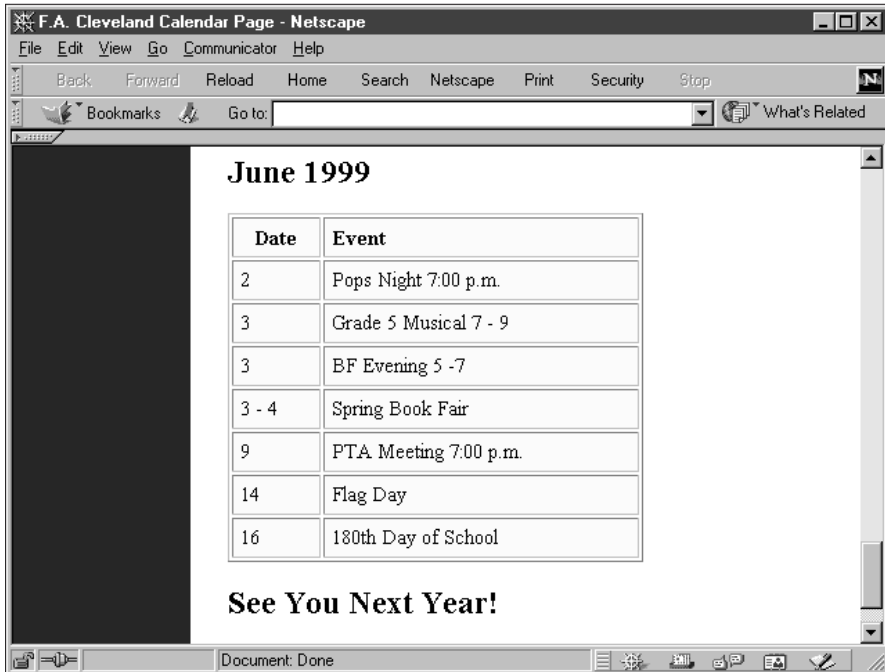 F.A. Cleveland Calendar Page - Netscape
File Edit View Go Communicator Help
Back Forward Reload Home Search Netscape Print Security Stop N
Bookmarks Go to: What's Related
June 1999
Date Event
2 Pops Night 7:00 p.m.
3 Grade 5 Musical 7 - 9
3 BF Evening 5 -7
3 - 4 Spring Book Fair
9 PTA Meeting 7:00 p.m.
14 Flag Day
16 180th Day of School
See You Next Year!
Document: Done